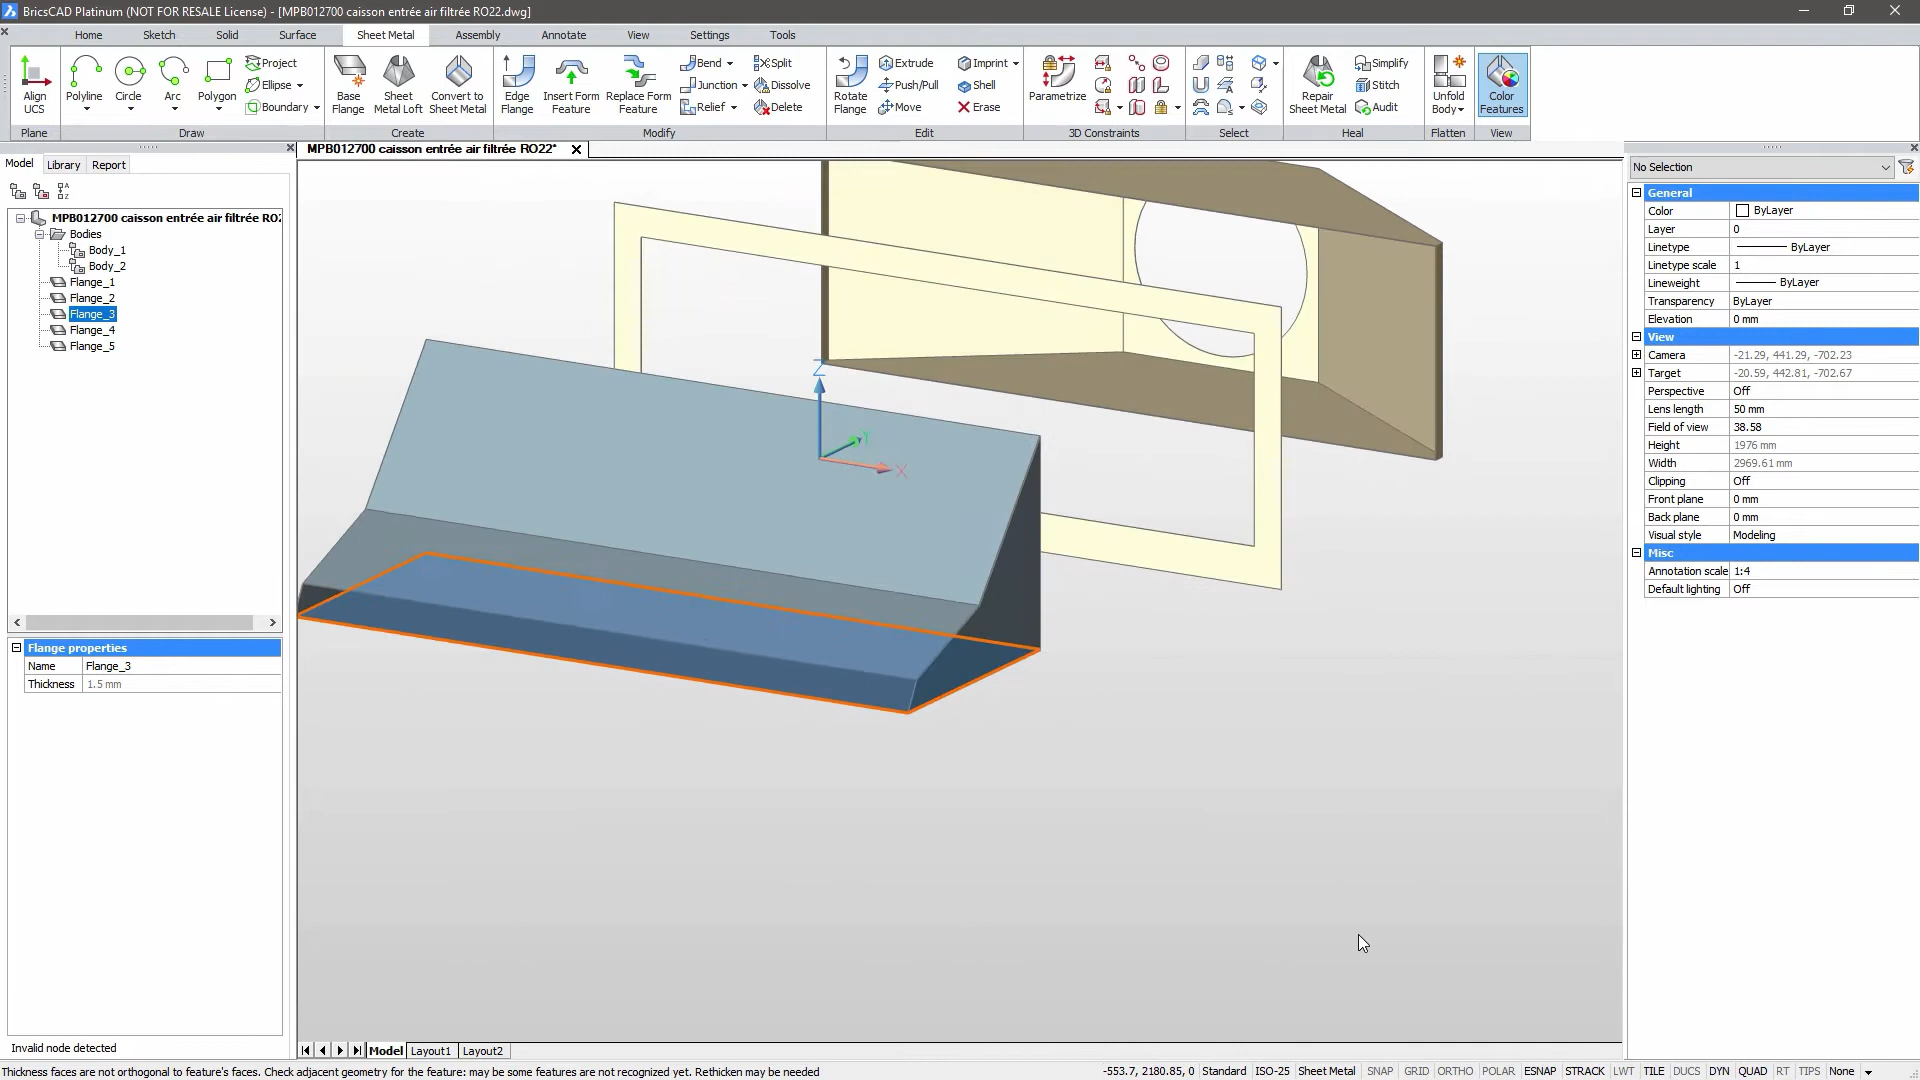 BricsCAD Platinum (NOT FOR RESALE License) - [MPB012700 caisson entrée air filtrée RO22.dwg]
Home Sketch Solid Surface Sheet Metal Assembly Annotate View Settings Tools
Align UCS
Plane
Polyline Circle Arc Polygon
Project
Ellipse
Boundary
Draw
Base Flange
Sheet Metal Loft
Convert to Sheet Metal
Create
Edge Flange
Insert Form Feature
Replace Form Feature
Bend Split
Junction Dissolve
Relief Delete
Modify
Rotate Flange
Extrude Imprint
Push/Pull Shell
Move Erase
Edit
Parametrize
3D Constraints
Select
Repair Sheet Metal
Simplify
Stitch
Audit
Heal
Unfold Body
Flatten
Color Features
View
Model Library Report
MPB012700 caisson entrée air filtrée RO2
Bodies
Body_1
Body_2
Flange_1
Flange_2
Flange_3
Flange_4
Flange_5
Flange properties
Name Flange_3
Thickness 1.5 mm
Invalid node detected
MPB012700 caisson entrée air filtrée RO22*
Z
Y
X
Model Layout1 Layout2
No Selection
General
Color ByLayer
Layer 0
Linetype ByLayer
Linetype scale 1
Lineweight ByLayer
Transparency ByLayer
Elevation 0 mm
View
Camera -21.29, 441.29, -702.23
Target -20.59, 442.81, -702.67
Perspective Off
Lens length 50 mm
Field of view 38.58
Height 1976 mm
Width 2969.61 mm
Clipping Off
Front plane 0 mm
Back plane 0 mm
Visual style Modeling
Misc
Annotation scale 1:4
Default lighting Off
Thickness faces are not orthogonal to feature's faces. Check adjacent geometry for the feature: may be some features are not recognized yet. Rethicken may be needed
-553.7, 2180.85, 0 Standard ISO-25 Sheet Metal SNAP GRID ORTHO POLAR ESNAP STRACK LWT TILE DUCS DYN QUAD RT TIPS None